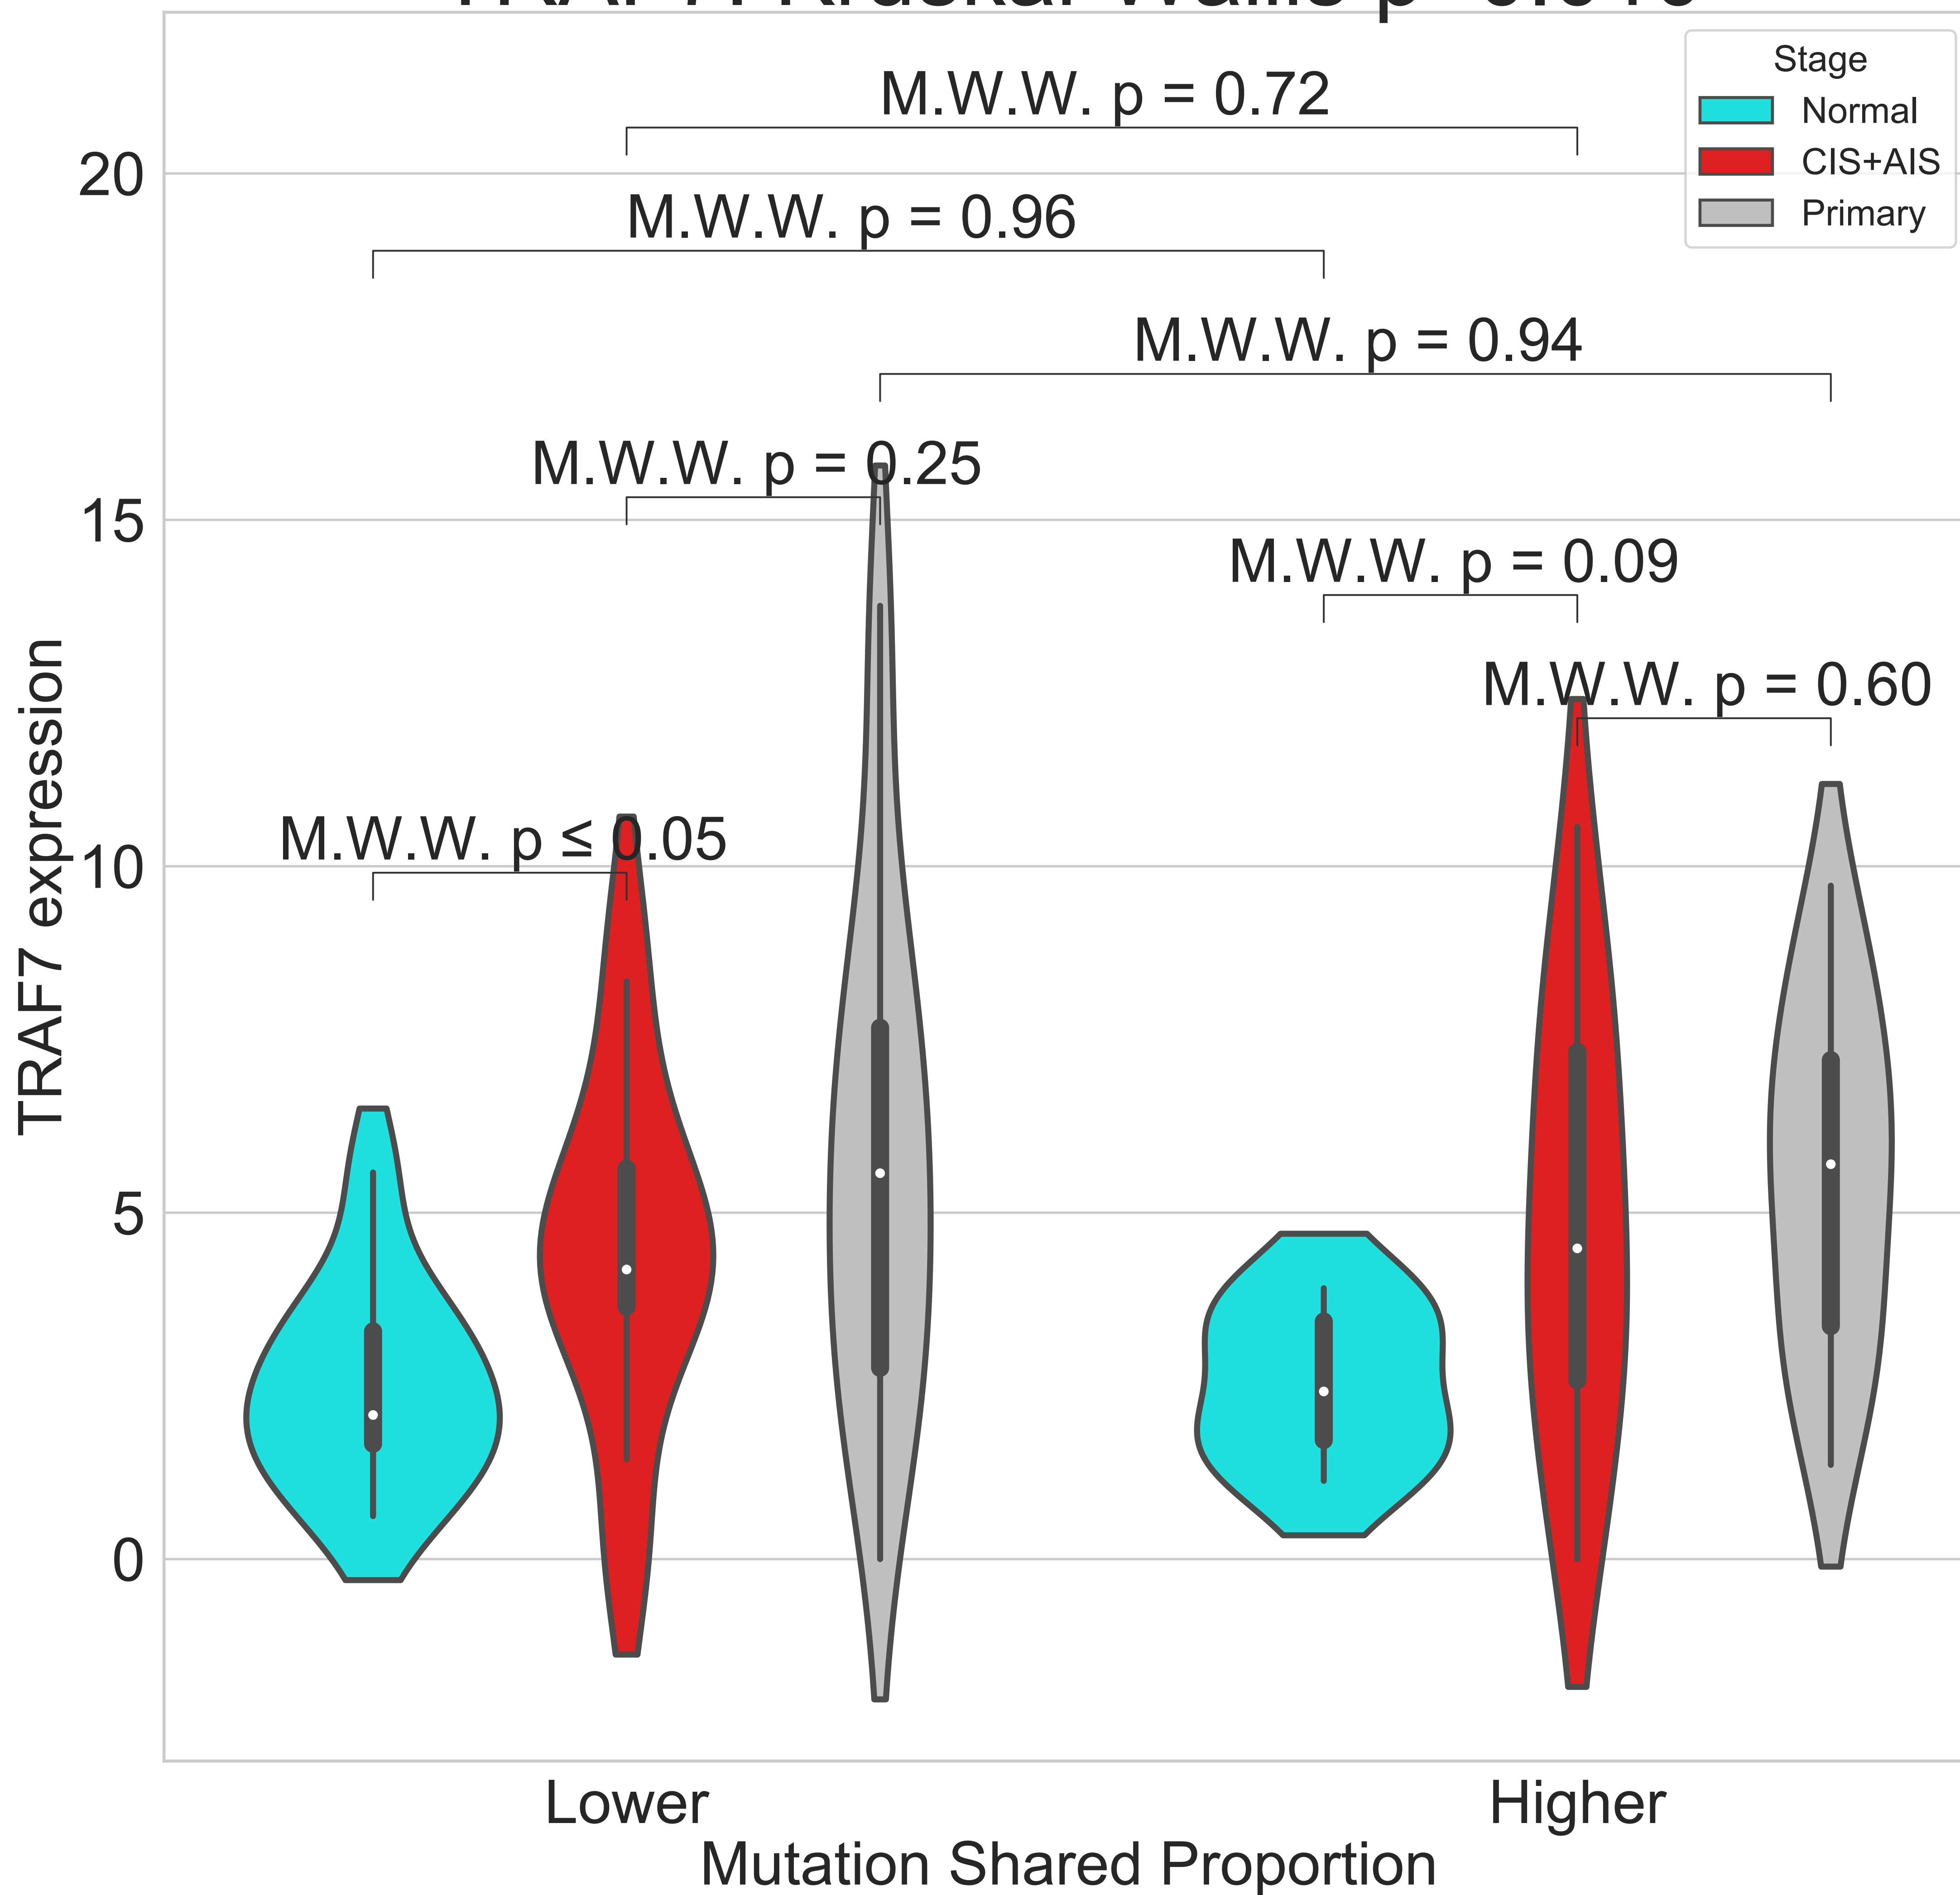 Stage
Normal
CIS+AIS
Primary
M.W.W. p = 0.72
M.W.W. p = 0.96
M.W.W. p = 0.94
M.W.W. p = 0.25
M.W.W. p = 0.09
M.W.W. p = 0.60
M.W.W. p ≤ 0.05
20
15
10
5
0
TRAF7 expression
Lower
Higher
Mutation Shared Proportion